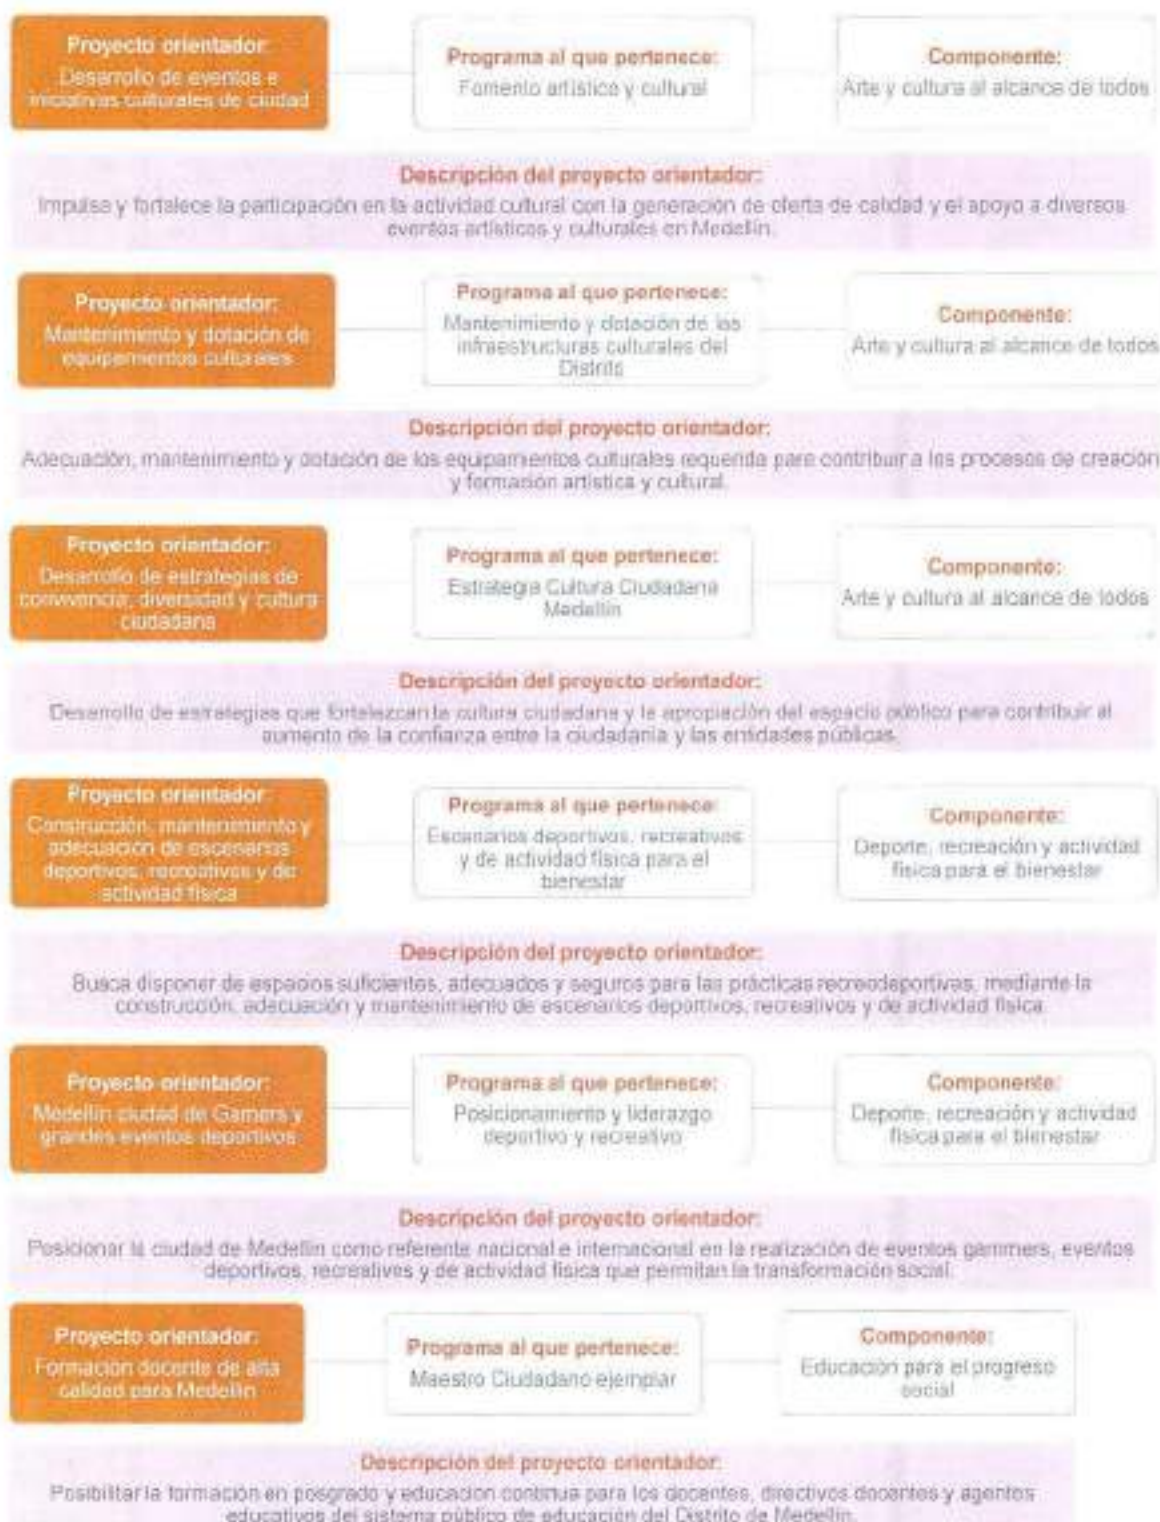 Proyecto orientador:
Desarrollo de eventos e
iniciativas culturales de ciudad
Programa al que pertenece:
Fomento artístico y cultural
Componente:
Arte y cultura al alcance de todos
Descripción del proyecto orientador:
Impulsa y fortalece la participación en la actividad cultural con la generación de oferta de calidad y el apoyo a diversos
eventos artísticos y culturales en Medellín.
Proyecto orientador:
Mantenimiento y dotación de
equipamientos culturales
Programa al que pertenece:
Mantenimiento y dotación de las
infraestructuras culturales del
Distrito
Componente:
Arte y cultura al alcance de todos
Descripción del proyecto orientador:
Adecuación, mantenimiento y dotación de los equipamientos culturales requerida para contribuir a los procesos de creación
y formación artística y cultural.
Proyecto orientador:
Desarrollo de estrategias de
convivencia, diversidad y cultura
ciudadana
Programa al que pertenece:
Estrategia Cultura Ciudadana
Medellín
Componente:
Arte y cultura al alcance de todos
Descripción del proyecto orientador:
Desarrollo de estrategias que fortalezcan la cultura ciudadana y la apropiación del espacio público para contribuir al
aumento de la confianza entre la ciudadanía y las entidades públicas.
Proyecto orientador:
Construcción, mantenimiento y
adecuación de escenarios
deportivos, recreativos y de
actividad física
Programa al que pertenece:
Escenarios deportivos, recreativos
y de actividad física para el
bienestar
Componente:
Deporte, recreación y actividad
física para el bienestar
Descripción del proyecto orientador:
Busca disponer de espacios suficientes, adecuados y seguros para las prácticas recreodeportivas, mediante la
construcción, adecuación y mantenimiento de escenarios deportivos, recreativos y de actividad física.
Proyecto orientador:
Medellín ciudad de Gamers y
grandes eventos deportivos
Programa al que pertenece:
Posicionamiento y liderazgo
deportivo y recreativo
Componente:
Deporte, recreación y actividad
física para el bienestar
Descripción del proyecto orientador:
Posicionar la ciudad de Medellín como referente nacional e internacional en la realización de eventos gammers, eventos
deportivos, recreativos y de actividad física que permitan la transformación social.
Proyecto orientador:
Formación docente de alta
calidad para Medellín
Programa al que pertenece:
Maestro Ciudadano ejemplar
Componente:
Educación para el progreso
social
Descripción del proyecto orientador:
Posibilitar la formación en posgrado y educación continua para los docentes, directivos docentes y agentes
educativos del sistema público de educación del Distrito de Medellín.